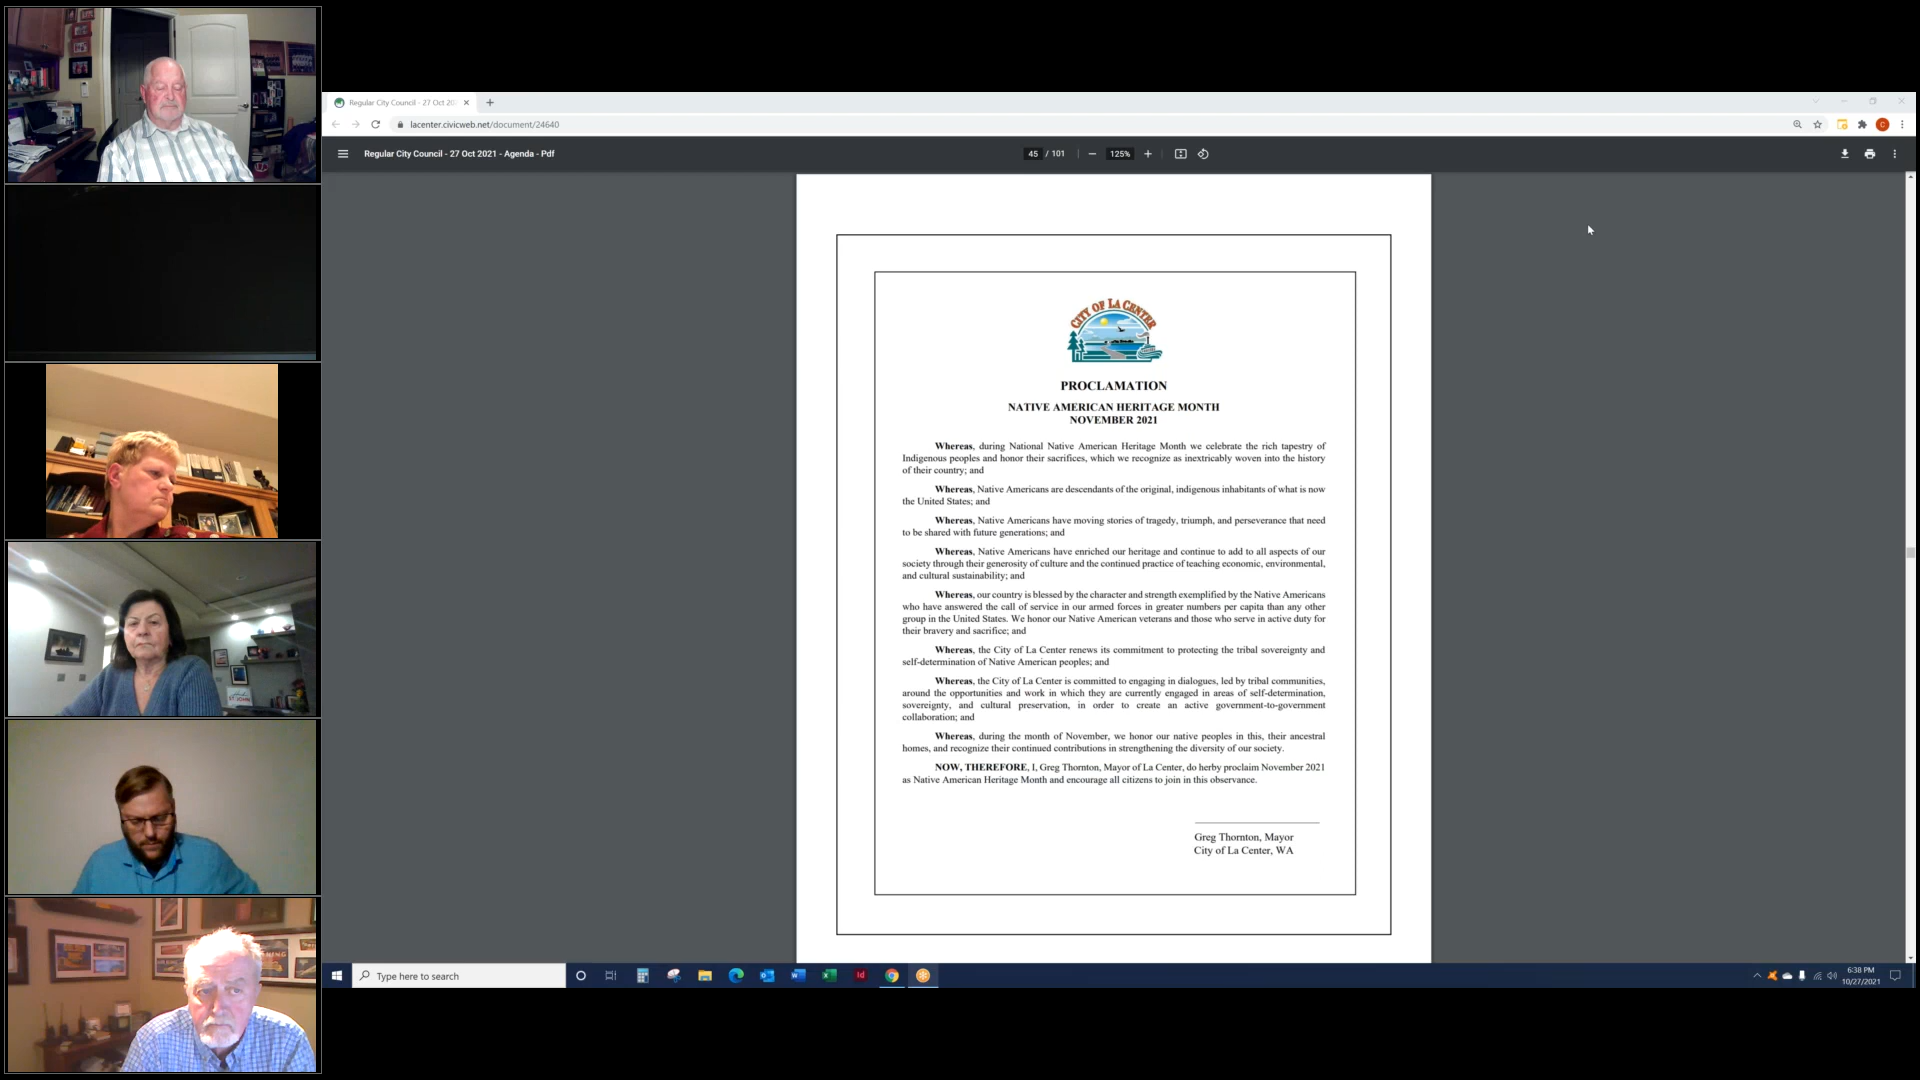 Regular City Council - 27 Oct 20
lacenter.civicweb.net/document/24640
Regular City Council - 27 Oct 2021 - Agenda - Pdf
45 / 101
125%
CITY OF LA CENTER
PROCLAMATION
NATIVE AMERICAN HERITAGE MONTH
NOVEMBER 2021
Whereas, during National Native American Heritage Month we celebrate the rich tapestry of
Indigenous peoples and honor their sacrifices, which we recognize as inextricably woven into the history
of their country; and
Whereas, Native Americans are descendants of the original, indigenous inhabitants of what is now
the United States; and
Whereas, Native Americans have moving stories of tragedy, triumph, and perseverance that need
to be shared with future generations; and
Whereas, Native Americans have enriched our heritage and continue to add to all aspects of our
society through their generosity of culture and the continued practice of teaching economic, environmental,
and cultural sustainability; and
Whereas, our country is blessed by the character and strength exemplified by the Native Americans
who have answered the call of service in our armed forces in greater numbers per capita than any other
group in the United States. We honor our Native American veterans and those who serve in active duty for
their bravery and sacrifice; and
Whereas, the City of La Center renews its commitment to protecting the tribal sovereignty and
self-determination of Native American peoples; and
Whereas, the City of La Center is committed to engaging in dialogues, led by tribal communities,
around the opportunities and work in which they are currently engaged in areas of self-determination,
sovereignty, and cultural preservation, in order to create an active government-to-government
collaboration; and
Whereas, during the month of November, we honor our native peoples in this, their ancestral
homes, and recognize their continued contributions in strengthening the diversity of our society.
NOW, THEREFORE, I, Greg Thornton, Mayor of La Center, do herby proclaim November 2021
as Native American Heritage Month and encourage all citizens to join in this observance.
Greg Thornton, Mayor
City of La Center, WA
Type here to search
6:38 PM
10/27/2021
ST JOHN